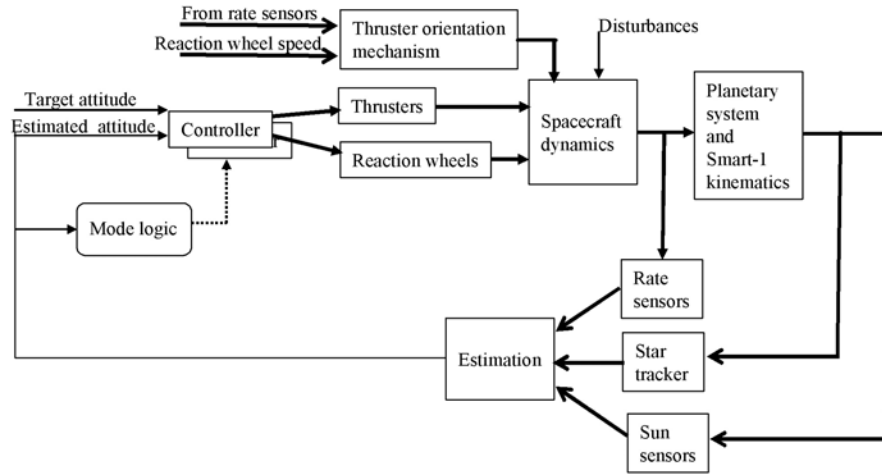 From rate sensors
Reaction wheel speed
Thruster orientation
mechanism
Disturbances
Target attitude
Estimated attitude
Controller
Thrusters
Reaction wheels
Spacecraft
dynamics
Planetary
system
and
Smart-1
kinematics
Mode logic
Rate
sensors
Estimation
Star
tracker
Sun
sensors